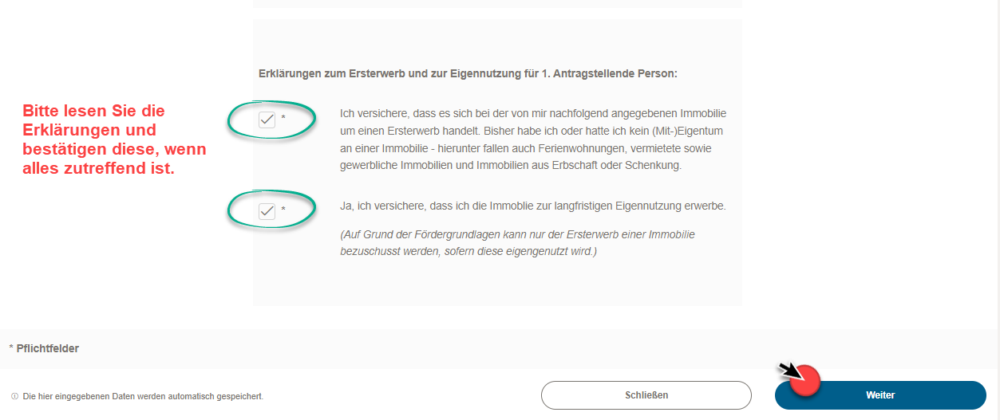 Erklärungen zum Ersterwerb und zur Eigennutzung für 1. Antragstellende Person:
Bitte lesen Sie die
Erklärungen und
bestätigen diese, wenn
alles zutreffend ist.
* Ich versichere, dass es sich bei der von mir nachfolgend angegebenen Immobilie
um einen Ersterwerb handelt. Bisher habe ich oder hatte ich kein (Mit-)Eigentum
an einer Immobilie - hierunter fallen auch Ferienwohnungen, vermietete sowie
gewerbliche Immobilien und Immobilien aus Erbschaft oder Schenkung.
* Ja, ich versichere, dass ich die Immoblie zur langfristigen Eigennutzung erwerbe.
(Auf Grund der Fördergrundlagen kann nur der Ersterwerb einer Immobilie
bezuschusst werden, sofern diese eigengenutzt wird.)
* Pflichtfelder
Die hier eingegebenen Daten werden automatisch gespeichert.
Schließen
Weiter